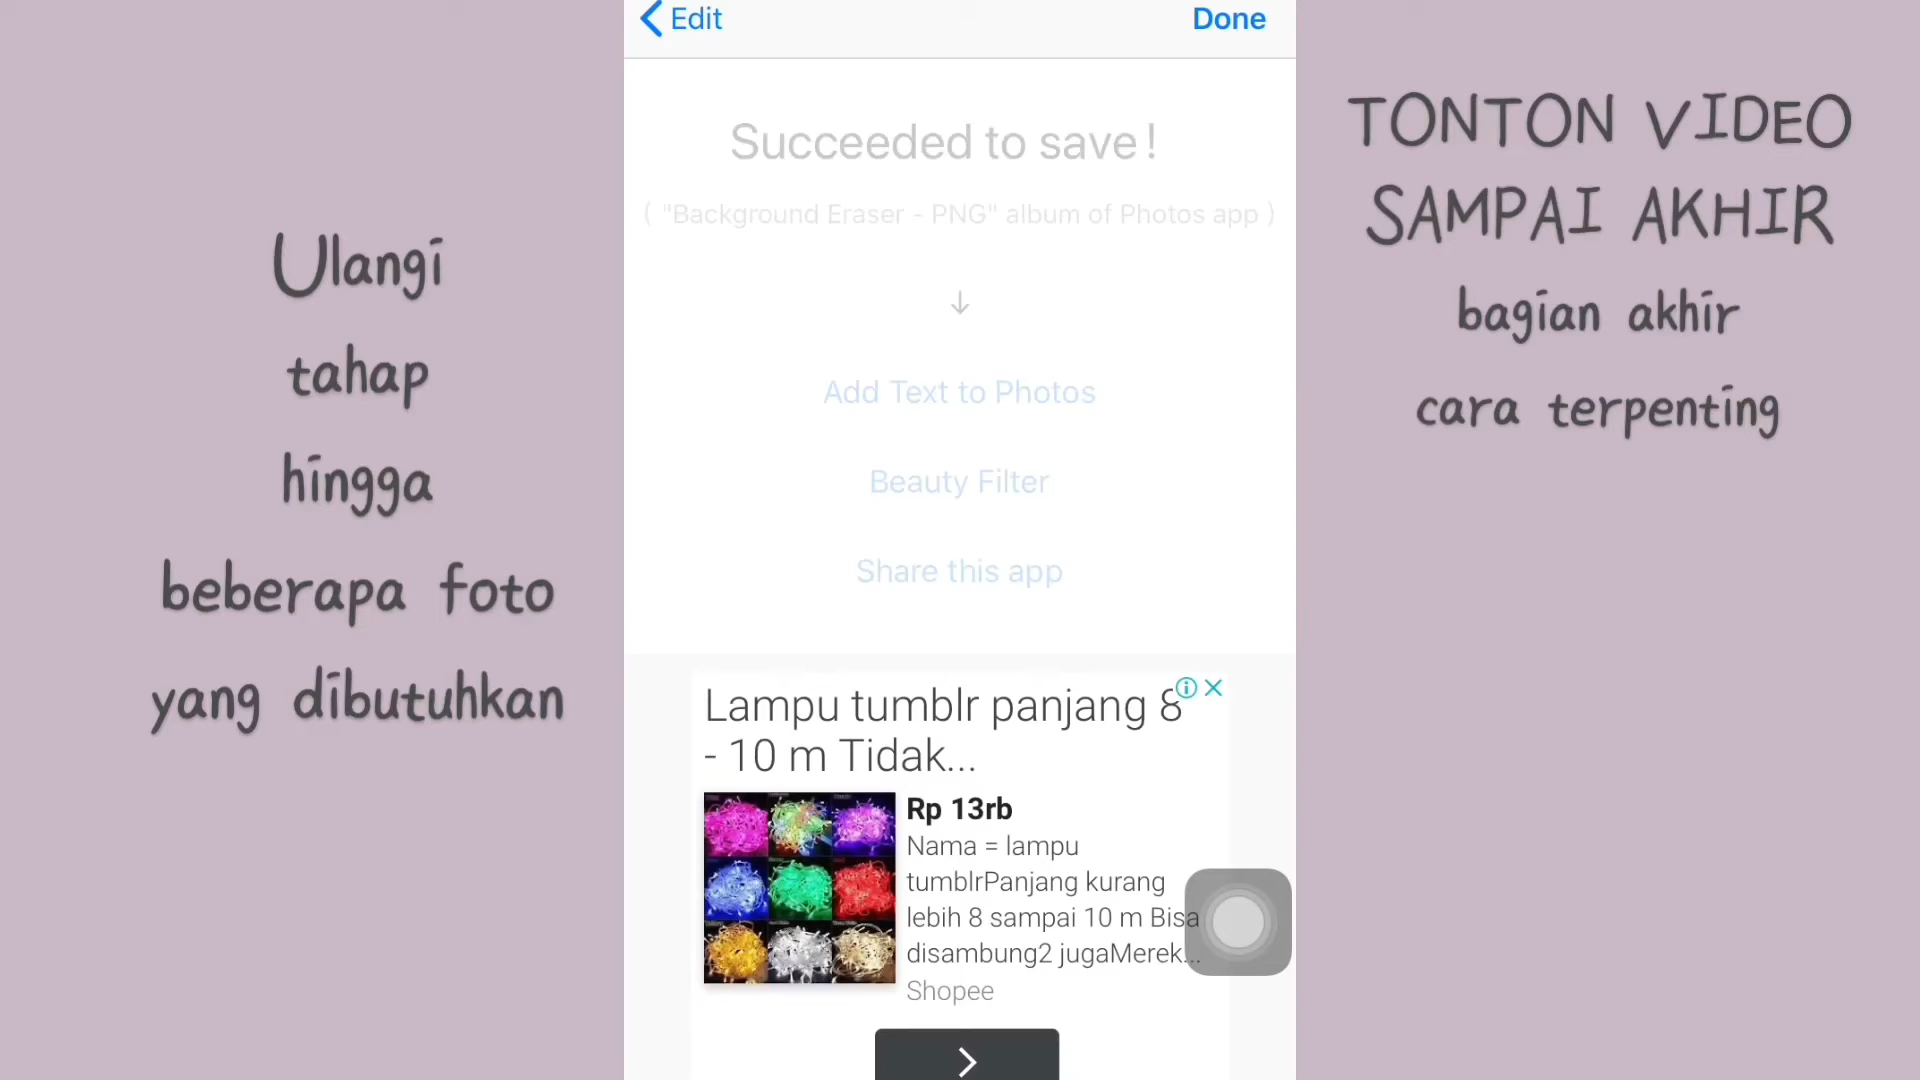 Edit
Done
Succeeded to save!
( "Background Eraser - PNG" album of Photos app )
↓
Add Text to Photos
Beauty Filter
Share this app
Lampu tumblr panjang 8
- 10 m Tidak...
Rp 13rb
Nama = lampu
tumblrPanjang kurang
lebih 8 sampai 10 m Bisa
disambung2 jugaMerek...
Shopee
Ulangi
tahap
hingga
beberapa foto
yang dibutuhkan
TONTON VIDEO
SAMPAI AKHIR
bagian akhir
cara terpenting